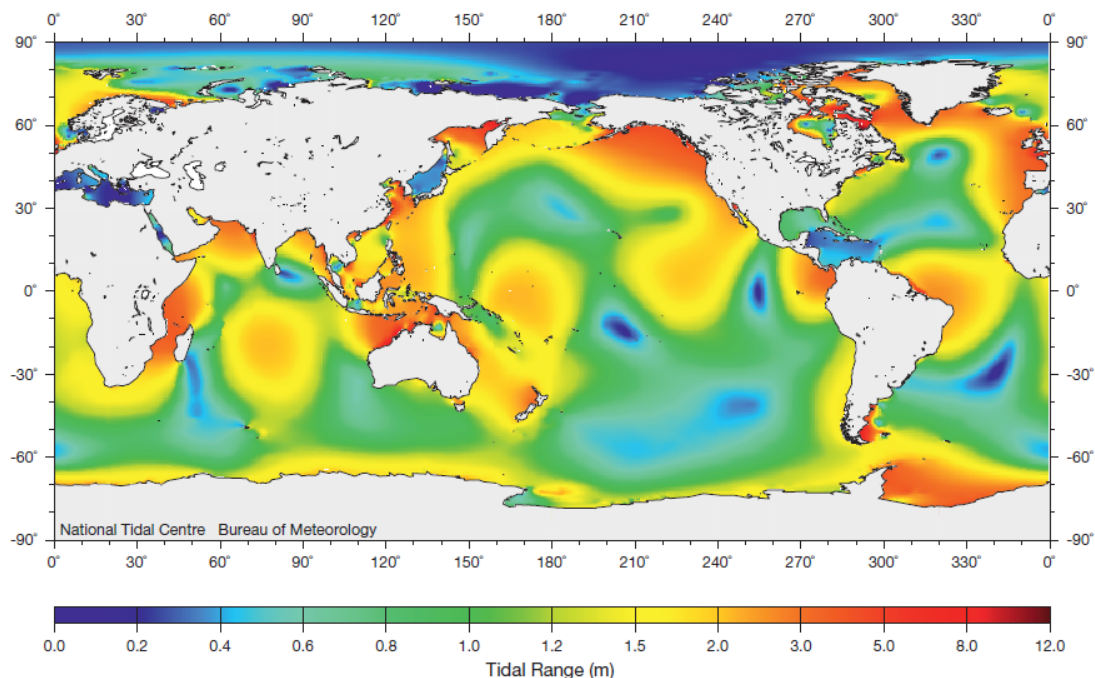 0° 30° 60° 90° 120° 150° 180° 210° 240° 270° 300° 330° 0°
90° 90°
60° 60°
30° 30°
0° 0°
-30° -30°
-60° -60°
National Tidal Centre Bureau of Meteorology
-90° -90°
0° 30° 60° 90° 120° 150° 180° 210° 240° 270° 300° 330° 0°
0.0 0.2 0.4 0.6 0.8 1.0 1.2 1.5 2.0 3.0 5.0 8.0 12.0
Tidal Range (m)